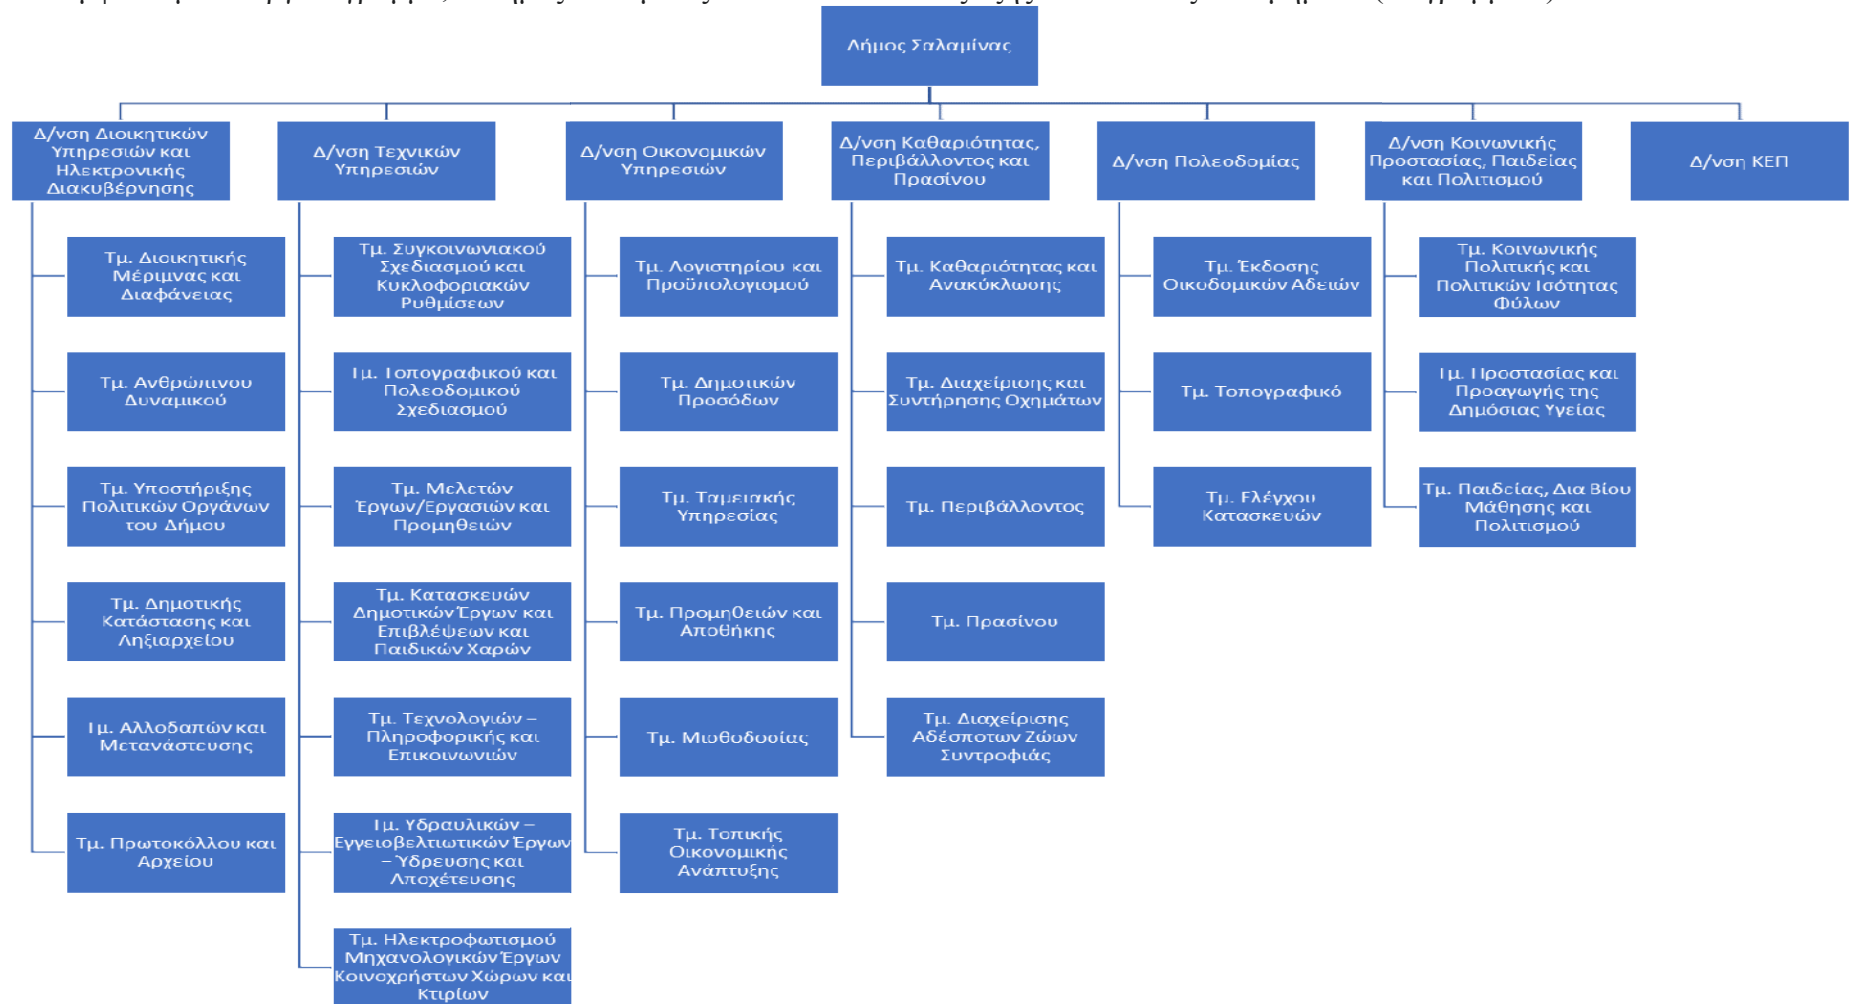 Δήμος Σαλαμίνας
Δ/νση Διοικητικών
Υπηρεσιών και
Ηλεκτρονικής
Διακυβέρνησης
Τμ. Διοικητικής
Μέριμνας και
Διαφάνειας
Τμ. Ανθρώπινου
Δυναμικού
Τμ. Υποστήριξης
Πολιτικών Οργάνων
του Δήμου
Τμ. Δημοτικής
Κατάστασης και
Ληξιαρχείου
Τμ. Αλλοδαπών και
Μετανάστευσης
Τμ. Πρωτοκόλλου και
Αρχείου
Δ/νση Τεχνικών
Υπηρεσιών
Τμ. Συγκοινωνιακού
Σχεδιασμού και
Κυκλοφοριακών
Ρυθμίσεων
Τμ. Τοπογραφικού και
Πολεοδομικού
Σχεδιασμού
Τμ. Μελετών
Έργων/Εργασιών και
Προμηθειών
Τμ. Κατασκευών
Δημοτικών Έργων και
Επιβλέψεων και
Παιδικών Χαρών
Τμ. Τεχνολογιών –
Πληροφορικής και
Επικοινωνιών
Τμ. Υδραυλικών –
Εγγειοβελτιωτικών Έργων
– Ύδρευσης και
Αποχέτευσης
Τμ. Ηλεκτροφωτισμού
Μηχανολογικών Έργων
Κοινοχρήστων Χώρων και
Κτιρίων
Δ/νση Οικονομικών
Υπηρεσιών
Τμ. Λογιστηρίου και
Προϋπολογισμού
Τμ. Δημοτικών
Προσόδων
Τμ. Ταμειακής
Υπηρεσίας
Τμ. Προμηθειών και
Αποθήκης
Τμ. Μισθοδοσίας
Τμ. Τοπικής
Οικονομικής
Ανάπτυξης
Δ/νση Καθαριότητας,
Περιβάλλοντος και
Πρασίνου
Τμ. Καθαριότητας και
Ανακύκλωσης
Τμ. Διαχείρισης και
Συντήρησης Οχημάτων
Τμ. Περιβάλλοντος
Τμ. Πρασίνου
Τμ. Διαχείρισης
Αδέσποτων Ζώων
Συντροφιάς
Δ/νση Πολεοδομίας
Τμ. Έκδοσης
Οικοδομικών Αδειών
Τμ. Τοπογραφικό
Τμ. Ελέγχου
Κατασκευών
Δ/νση Κοινωνικής
Προστασίας, Παιδείας
και Πολιτισμού
Τμ. Κοινωνικής
Πολιτικής και
Πολιτικών Ισότητας
Φύλων
Τμ. Προστασίας και
Προαγωγής της
Δημόσιας Υγείας
Τμ. Παιδείας, Δια Βίου
Μάθησης και
Πολιτισμού
Δ/νση ΚΕΠ